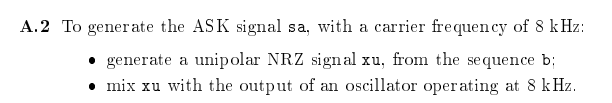 A.2 To generate the ASK signal sa, with a carrier frequency of 8 kHz:
• generate a unipolar NRZ signal xu, from the sequence b;
• mix xu with the output of an oscillator operating at 8 kHz.